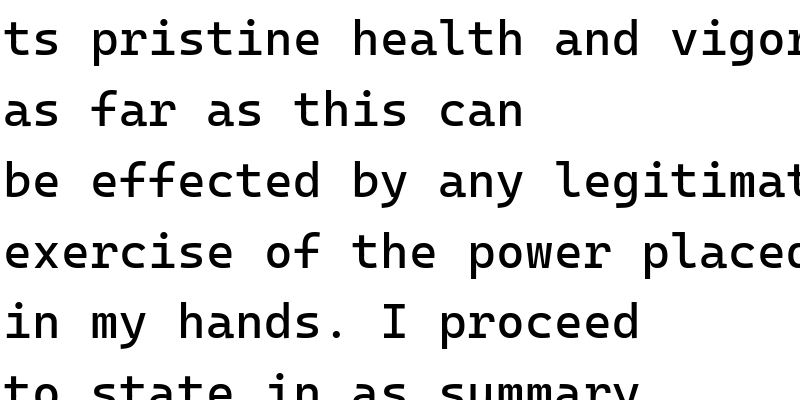 ts pristine health and vigor
as far as this can
be effected by any legitimat
exercise of the power placed
in my hands. I proceed
to state in as summary